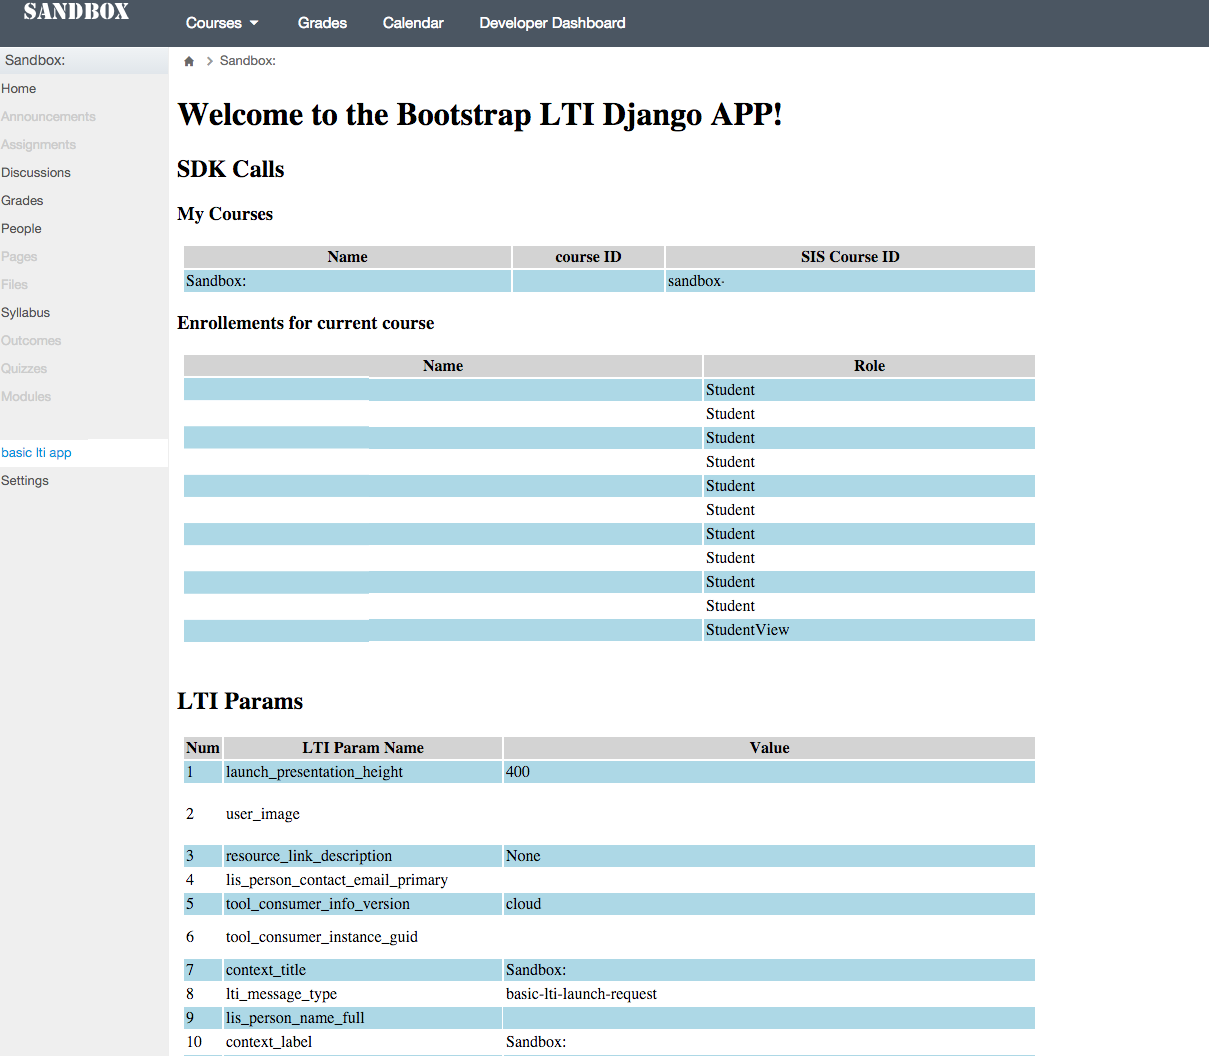 SANDBOX
Courses Grades Calendar Developer Dashboard
Sandbox:
Home
Announcements
Assignments
Discussions
Grades
People
Pages
Files
Syllabus
Outcomes
Quizzes
Modules
basic lti app
Settings
> Sandbox:
Welcome to the Bootstrap LTI Django APP!
SDK Calls
My Courses
Name course ID SIS Course ID
Sandbox: sandbox-
Enrollements for current course
Name Role
Student
Student
Student
Student
Student
Student
Student
Student
Student
Student
StudentView
LTI Params
Num LTI Param Name Value
1 launch_presentation_height 400
2 user_image
3 resource_link_description None
4 lis_person_contact_email_primary
5 tool_consumer_info_version cloud
6 tool_consumer_instance_guid
7 context_title Sandbox:
8 lti_message_type basic-lti-launch-request
9 lis_person_name_full
10 context_label Sandbox: